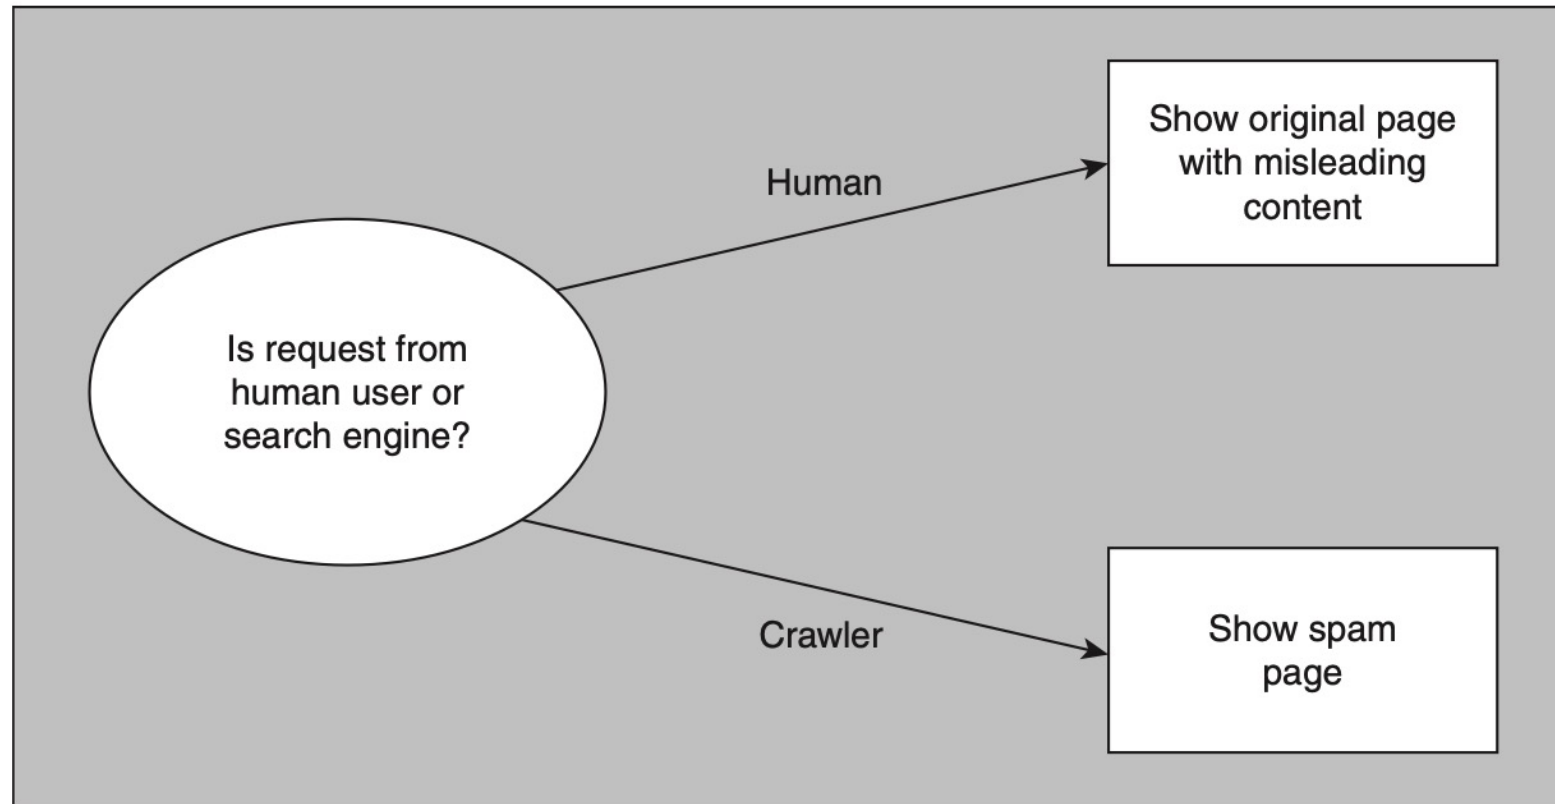 Is request from
human user or
search engine?
Human
Show original page
with misleading
content
Crawler
Show spam
page